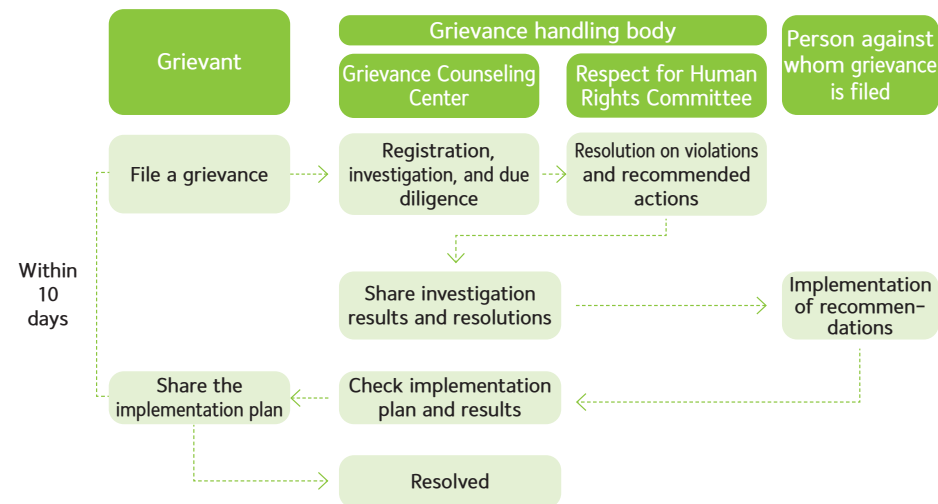 Grievant
Grievance handling body
Grievance Counseling
Center
Respect for Human
Rights Committee
Person against
whom grievance
is filed
File a grievance
Registration,
investigation, and due
diligence
Resolution on violations
and recommended
actions
Within
10
days
Share investigation
results and resolutions
Implementation
of recommen-
dations
Share the
implementation plan
Check implementation
plan and results
Resolved